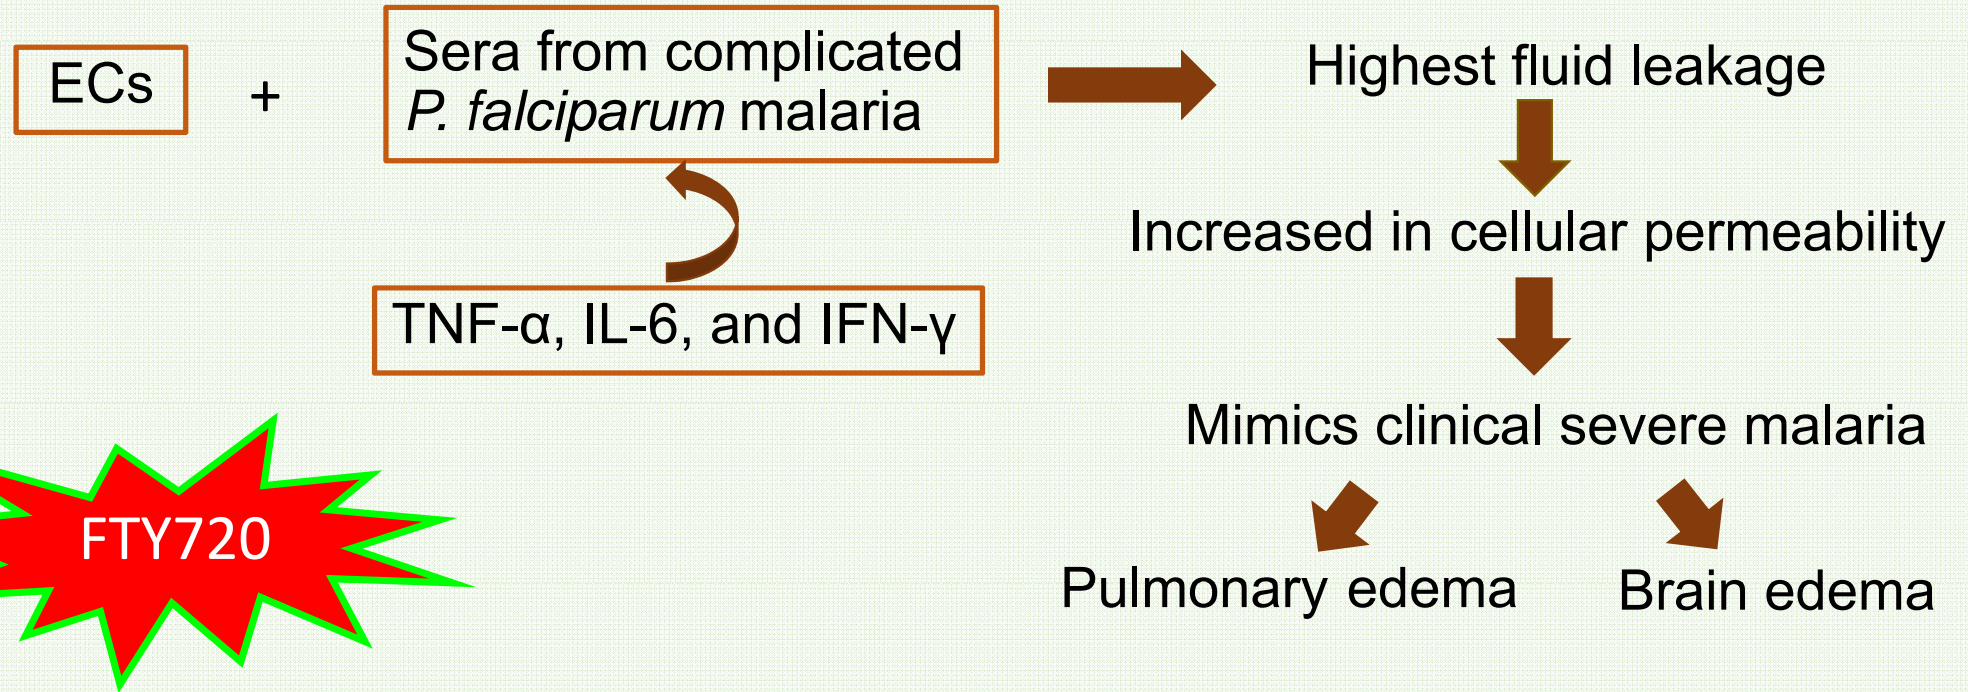 ECs
+
Sera from complicated
P. falciparum malaria
Highest fluid leakage
Increased in cellular permeability
TNF-α, IL-6, and IFN-γ
Mimics clinical severe malaria
FTY720
Pulmonary edema
Brain edema